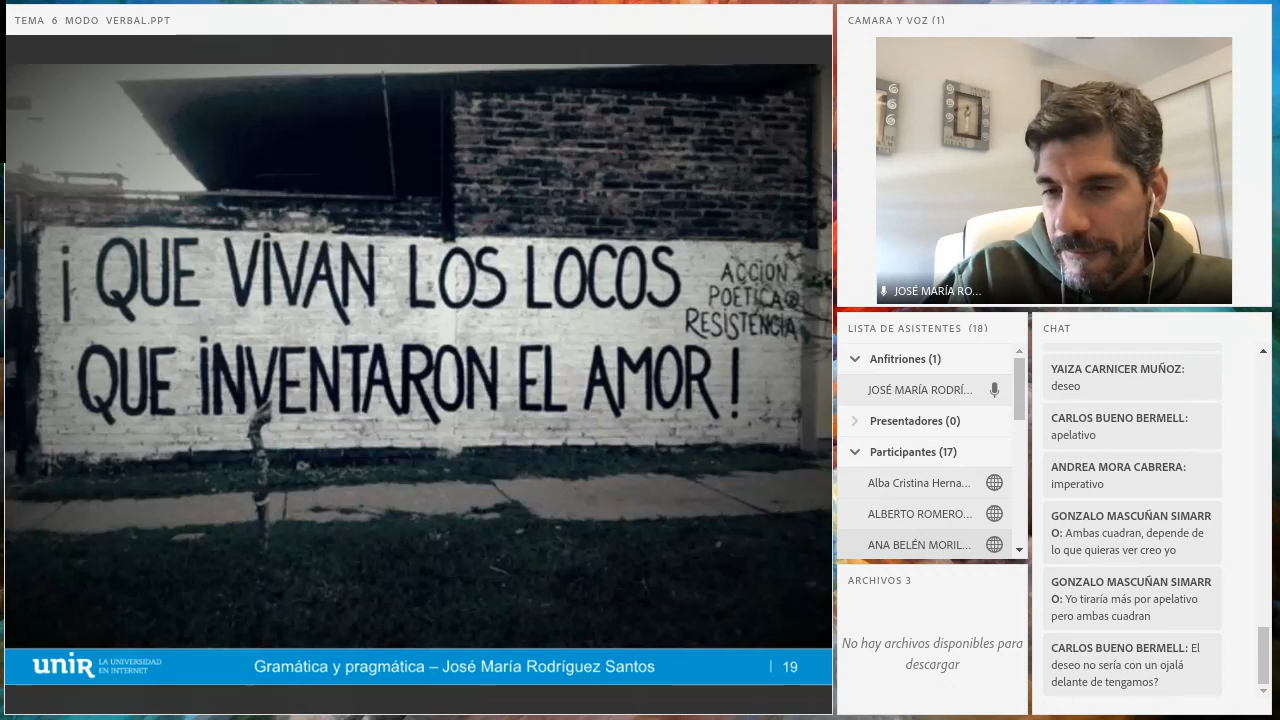 TEMA 6 MODO VERBAL.PPT
¡ QUE VIVAN LOS LOCOS
QUE INVENTARON EL AMOR !
ACCIÓN
POÉTICA®
RESISTENCIA
unir LA UNIVERSIDAD
EN INTERNET
Gramática y pragmática – José María Rodríguez Santos
| 19
CAMARA Y VOZ (1)
JOSÉ MARÍA RO...
LISTA DE ASISTENTES (18)
Anfitriones (1)
JOSÉ MARÍA RODRÍ...
Presentadores (0)
Participantes (17)
Alba Cristina Herna...
ALBERTO ROMERO...
ANA BELÉN MORIL...
ARCHIVOS 3
No hay archivos disponibles para
descargar
CHAT
YAIZA CARNICER MUÑOZ:
deseo
CARLOS BUENO BERMELL:
apelativo
ANDREA MORA CABRERA:
imperativo
GONZALO MASCUÑAN SIMARR
O: Ambas cuadran, depende de
lo que quieras ver creo yo
GONZALO MASCUÑAN SIMARR
O: Yo tiraría más por apelativo
pero ambas cuadran
CARLOS BUENO BERMELL: El
deseo no sería con un ojalá
delante de tengamos?